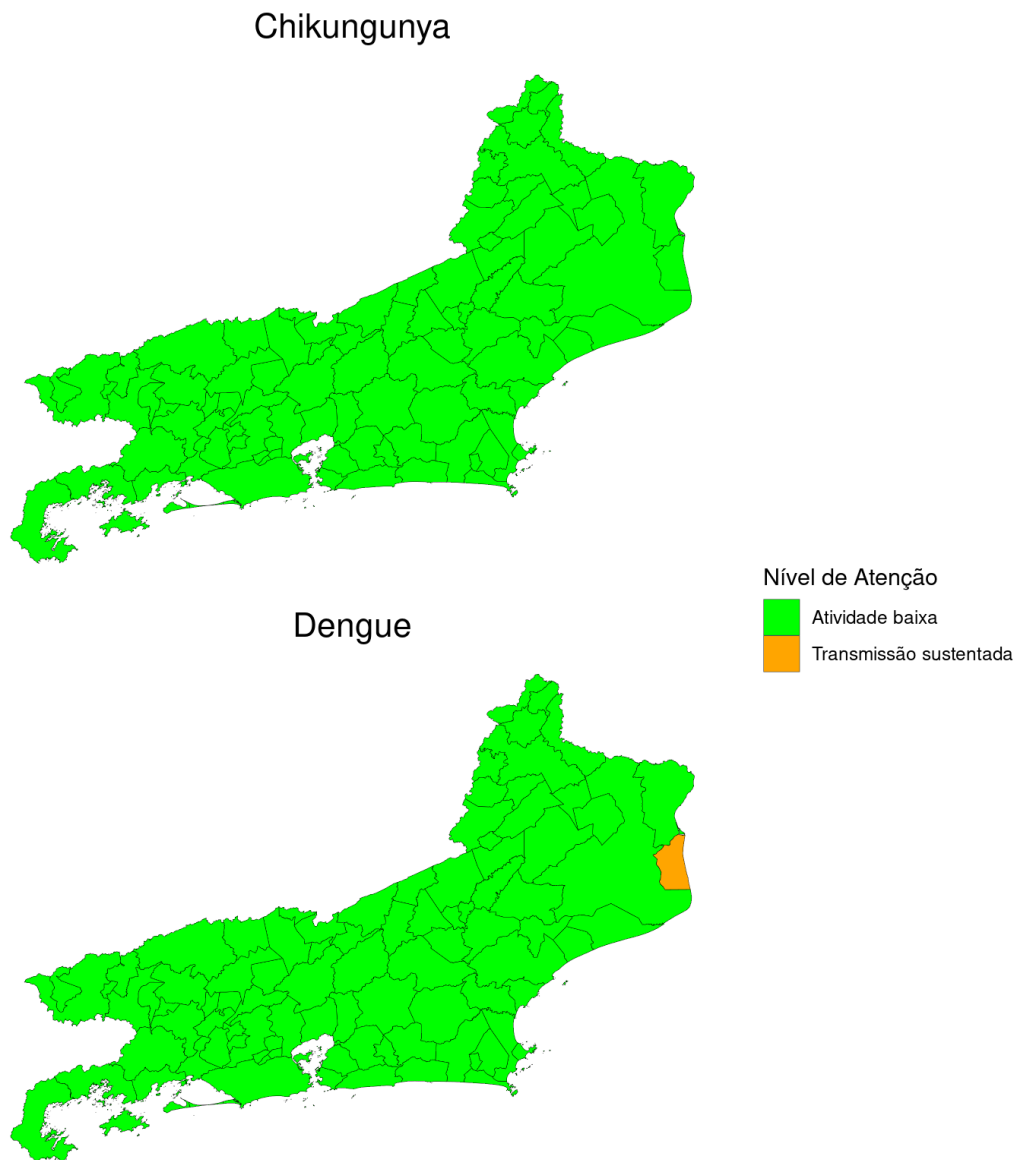 Chikungunya
Nível de Atenção
Atividade baixa
Transmissão sustentada
Dengue